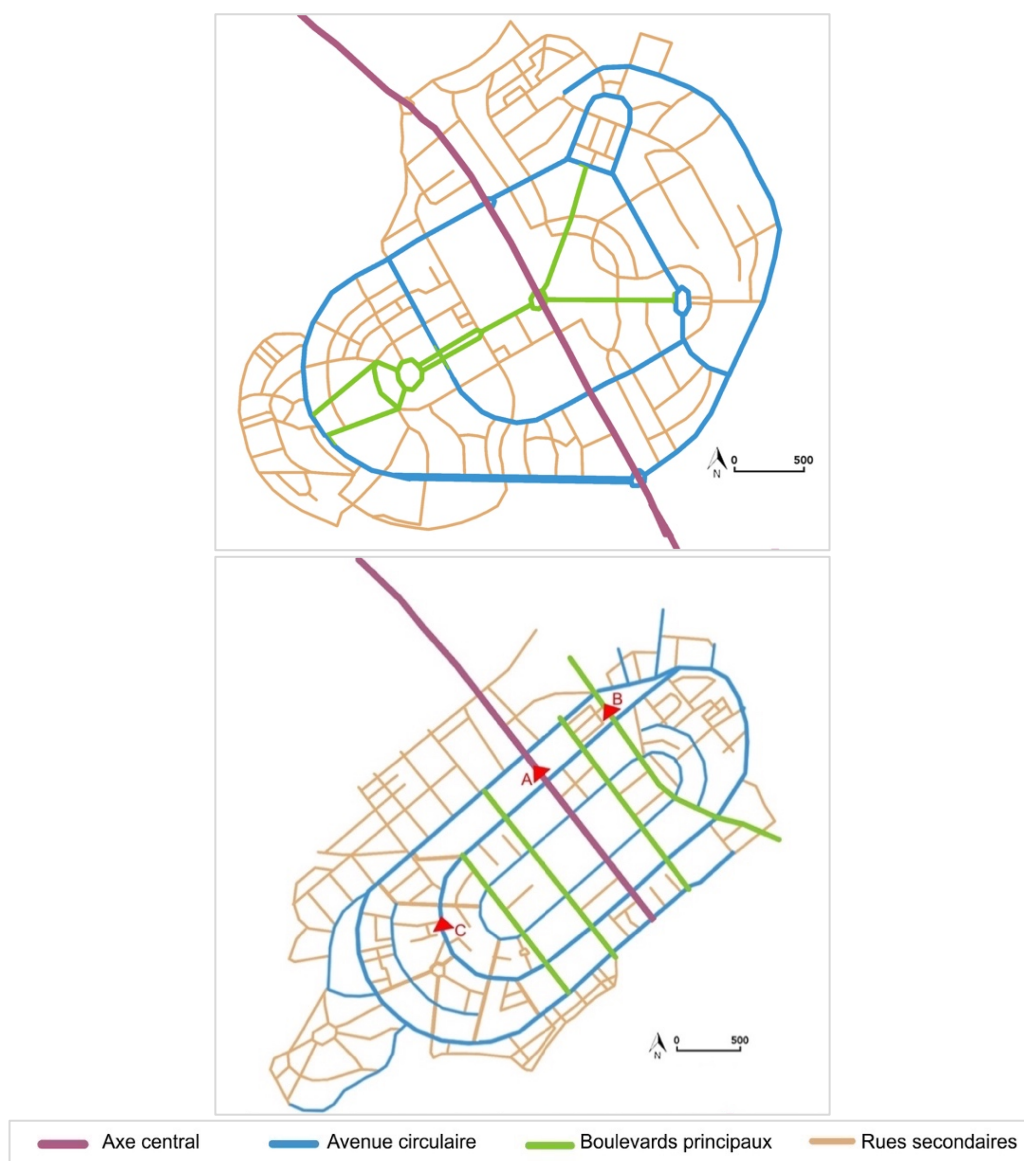 0 500
N
B
A
C
0 500
N
Axe central Avenue circulaire Boulevards principaux Rues secondaires